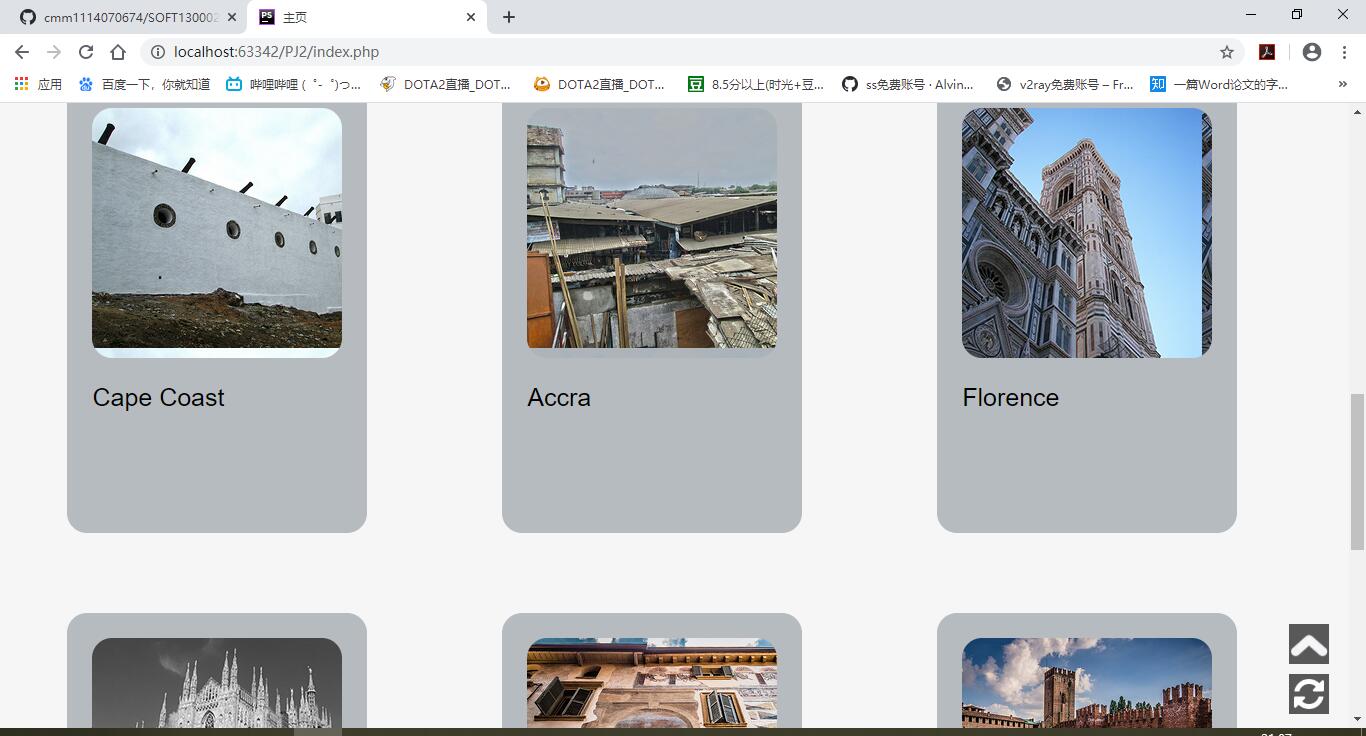 cmm1114070674/SOFT130002
主页
localhost:63342/PJ2/index.php
应用
百度一下，你就知道
哔哩哔哩 ( ゜- ゜)つ...
DOTA2直播_DOT...
DOTA2直播_DOT...
8.5分以上(时光+豆...
ss免费账号 · Alvin...
v2ray免费账号 – Fr...
一篇Word论文的字...
»
Cape Coast
Accra
Florence